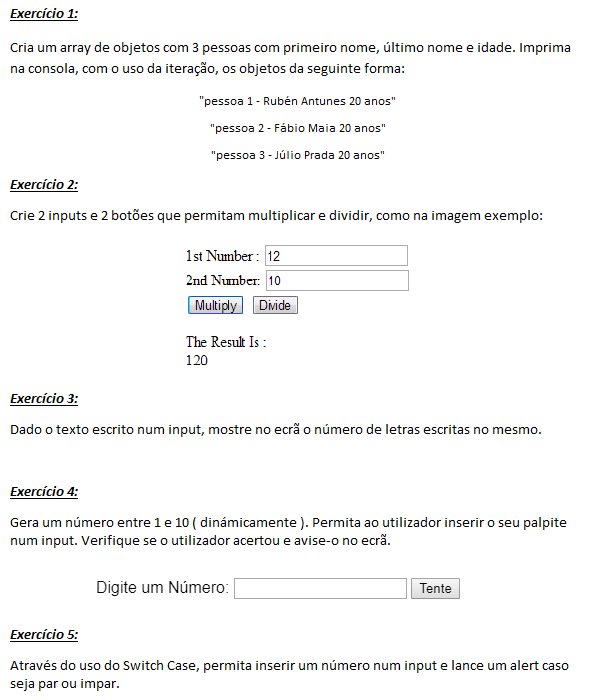 Exercício 1:
Cria um array de objetos com 3 pessoas com primeiro nome, último nome e idade. Imprima
na consola, com o uso da iteração, os objetos da seguinte forma:
"pessoa 1 - Rubén Antunes 20 anos"
"pessoa 2 - Fábio Maia 20 anos"
"pessoa 3 - Júlio Prada 20 anos"
Exercício 2:
Crie 2 inputs e 2 botões que permitam multiplicar e dividir, como na imagem exemplo:
1st Number : 12
2nd Number: 10
Multiply Divide
The Result Is :
120
Exercício 3:
Dado o texto escrito num input, mostre no ecrã o número de letras escritas no mesmo.
Exercício 4:
Gera um número entre 1 e 10 ( dinámicamente ). Permita ao utilizador inserir o seu palpite
num input. Verifique se o utilizador acertou e avise-o no ecrã.
Digite um Número: Tente
Exercício 5:
Através do uso do Switch Case, permita inserir um número num input e lance um alert caso
seja par ou impar.